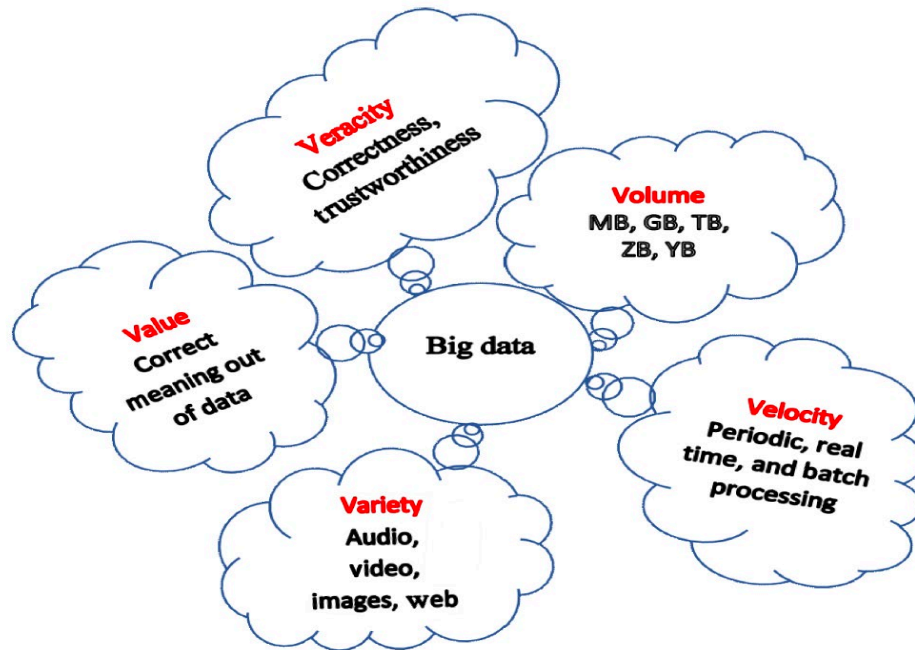 Veracity
Correctness,
trustworthiness
Volume
MB, GB, TB,
ZB, YB
Value
Correct
meaning out
of data
Big data
Velocity
Periodic, real
time, and batch
processing
Variety
Audio,
video,
images, web